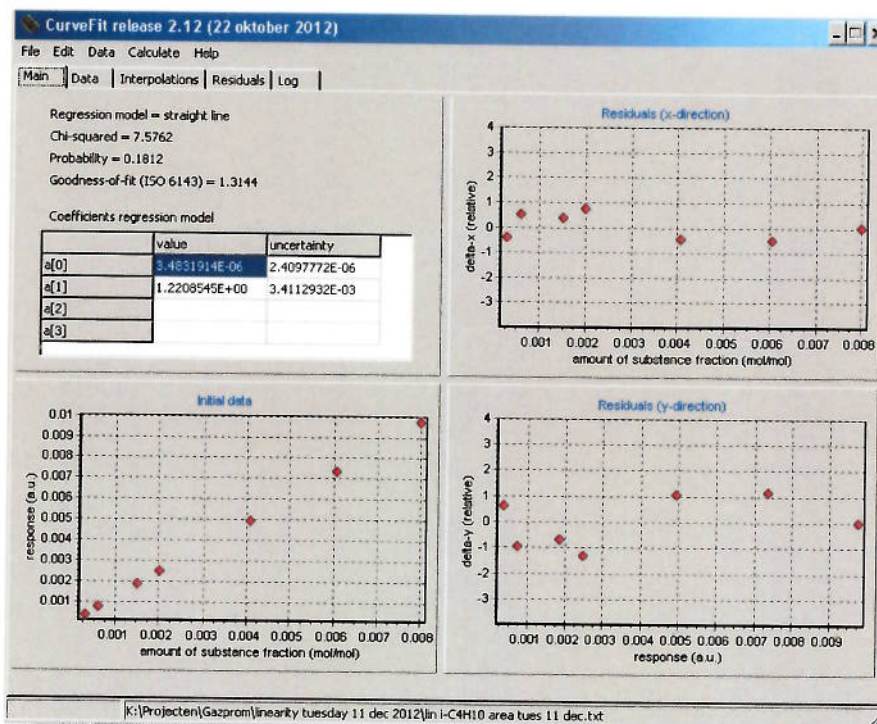 CurveFit release 2.12 (22 oktober 2012)
File Edit Data Calculate Help
Main Data Interpolations Residuals Log
Regression model = straight line
Chi-squared = 7.5762
Probability = 0.1812
Goodness-of-fit (ISO 6143) = 1.3144
Coefficients regression model
value uncertainty
a[0] 3.4831914E-06 2.4097772E-06
a[1] 1.2208545E+00 3.4112932E-03
a[2]
a[3]
Residuals (x-direction)
4
3
2
1
0
-1
-2
-3
delta-x (relative)
0.001 0.002 0.003 0.004 0.005 0.006 0.007 0.008
amount of substance fraction (mol/mol)
Initial data
0.01
0.009
0.008
0.007
0.006
0.005
0.004
0.003
0.002
0.001
response (a.u.)
0.001 0.002 0.003 0.004 0.005 0.006 0.007 0.008
amount of substance fraction (mol/mol)
Residuals (y-direction)
4
3
2
1
0
-1
-2
-3
delta-y (relative)
0.001 0.002 0.003 0.004 0.005 0.006 0.007 0.008 0.009
response (a.u.)
K:\Projecten\Gazprom\linearity tuesday 11 dec 2012\lin i-C4H10 area tues 11 dec.txt